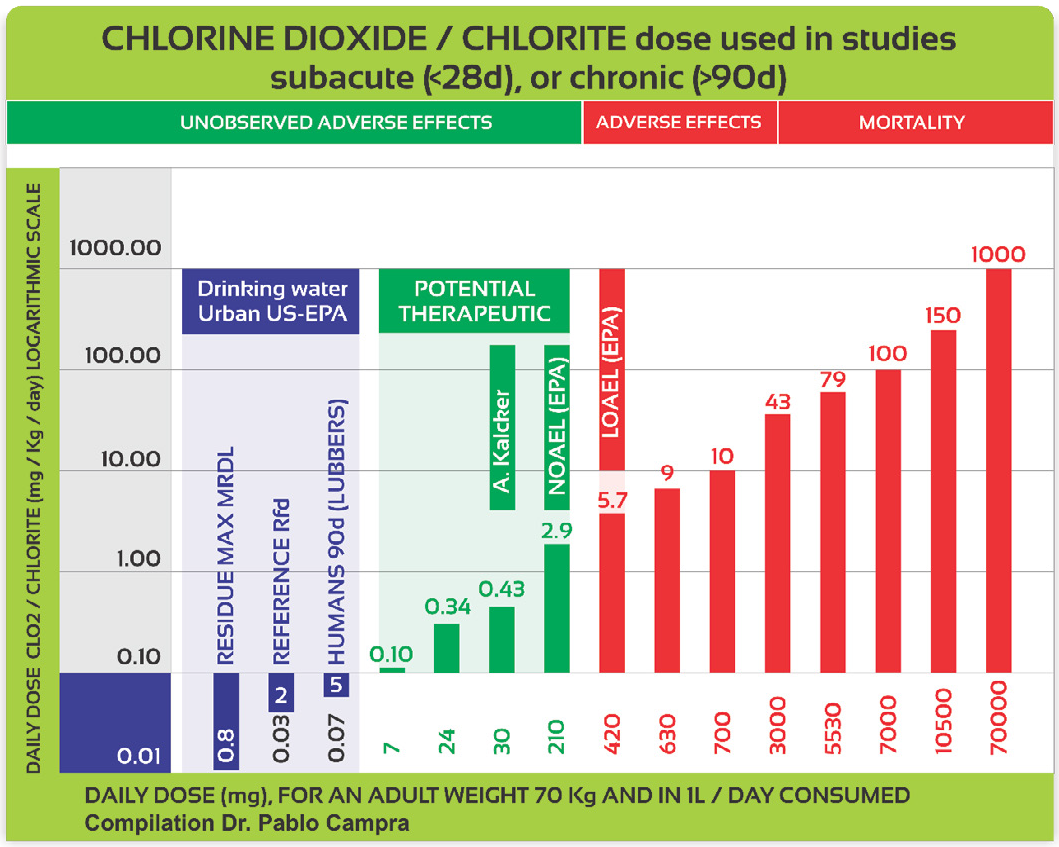 CHLORINE DIOXIDE / CHLORITE dose used in studies
subacute (<28d), or chronic (>90d)
UNOBSERVED ADVERSE EFFECTS
ADVERSE EFFECTS
MORTALITY
DAILY DOSE CLO2 / CHLORITE (mg / Kg / day) LOGARITHMIC SCALE
1000.00
100.00
10.00
1.00
0.10
0.01
Drinking water
Urban US-EPA
RESIDUE MAX MRDL
REFERENCE Rfd
HUMANS 90d (LUBBERS)
0.8
2
0.03
5
0.07
POTENTIAL
THERAPEUTIC
A. Kalcker
NOAEL (EPA)
LOAEL (EPA)
0.10
0.34
0.43
2.9
5.7
9
10
43
79
100
150
1000
7
24
30
210
420
630
700
3000
5530
7000
10500
70000
DAILY DOSE (mg), FOR AN ADULT WEIGHT 70 Kg AND IN 1L / DAY CONSUMED
Compilation Dr. Pablo Campra